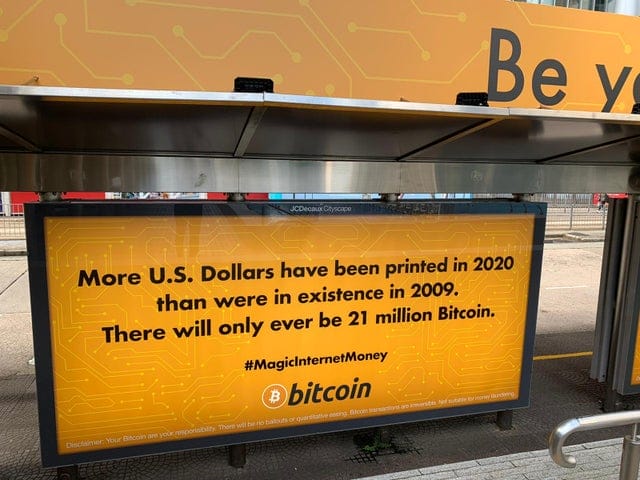 Be yo
JCDecaux Cityscape
More U.S. Dollars have been printed in 2020
than were in existence in 2009.
There will only ever be 21 million Bitcoin.
#MagicInternetMoney
bitcoin
Disclaimer: Your Bitcoin are your responsibility. There will be no bailouts or quantitative easing. Bitcoin transactions are irreversible. Not suitable for money laundering.